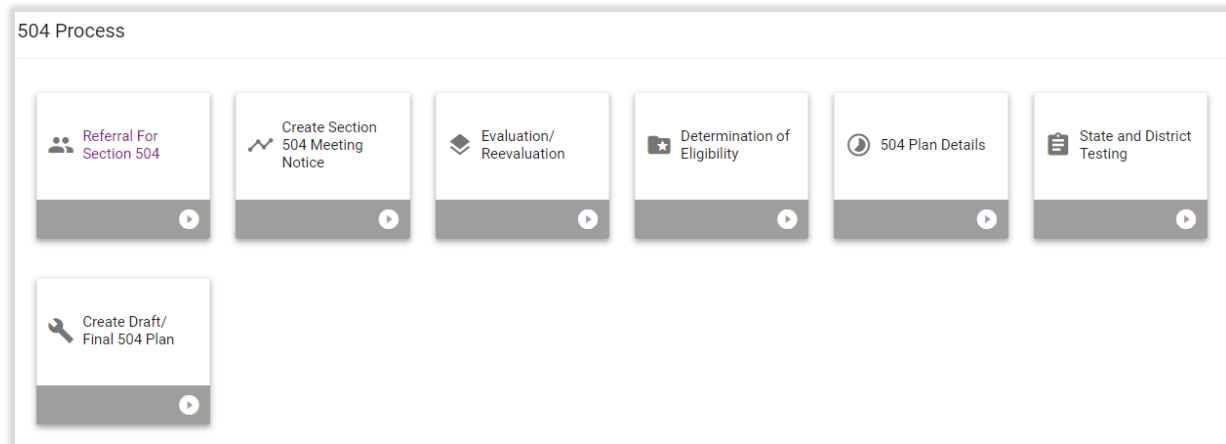 504 Process
Referral For
Section 504
Create Section
504 Meeting
Notice
Evaluation/
Reevaluation
Determination of
Eligibility
504 Plan Details
State and District
Testing
Create Draft/
Final 504 Plan